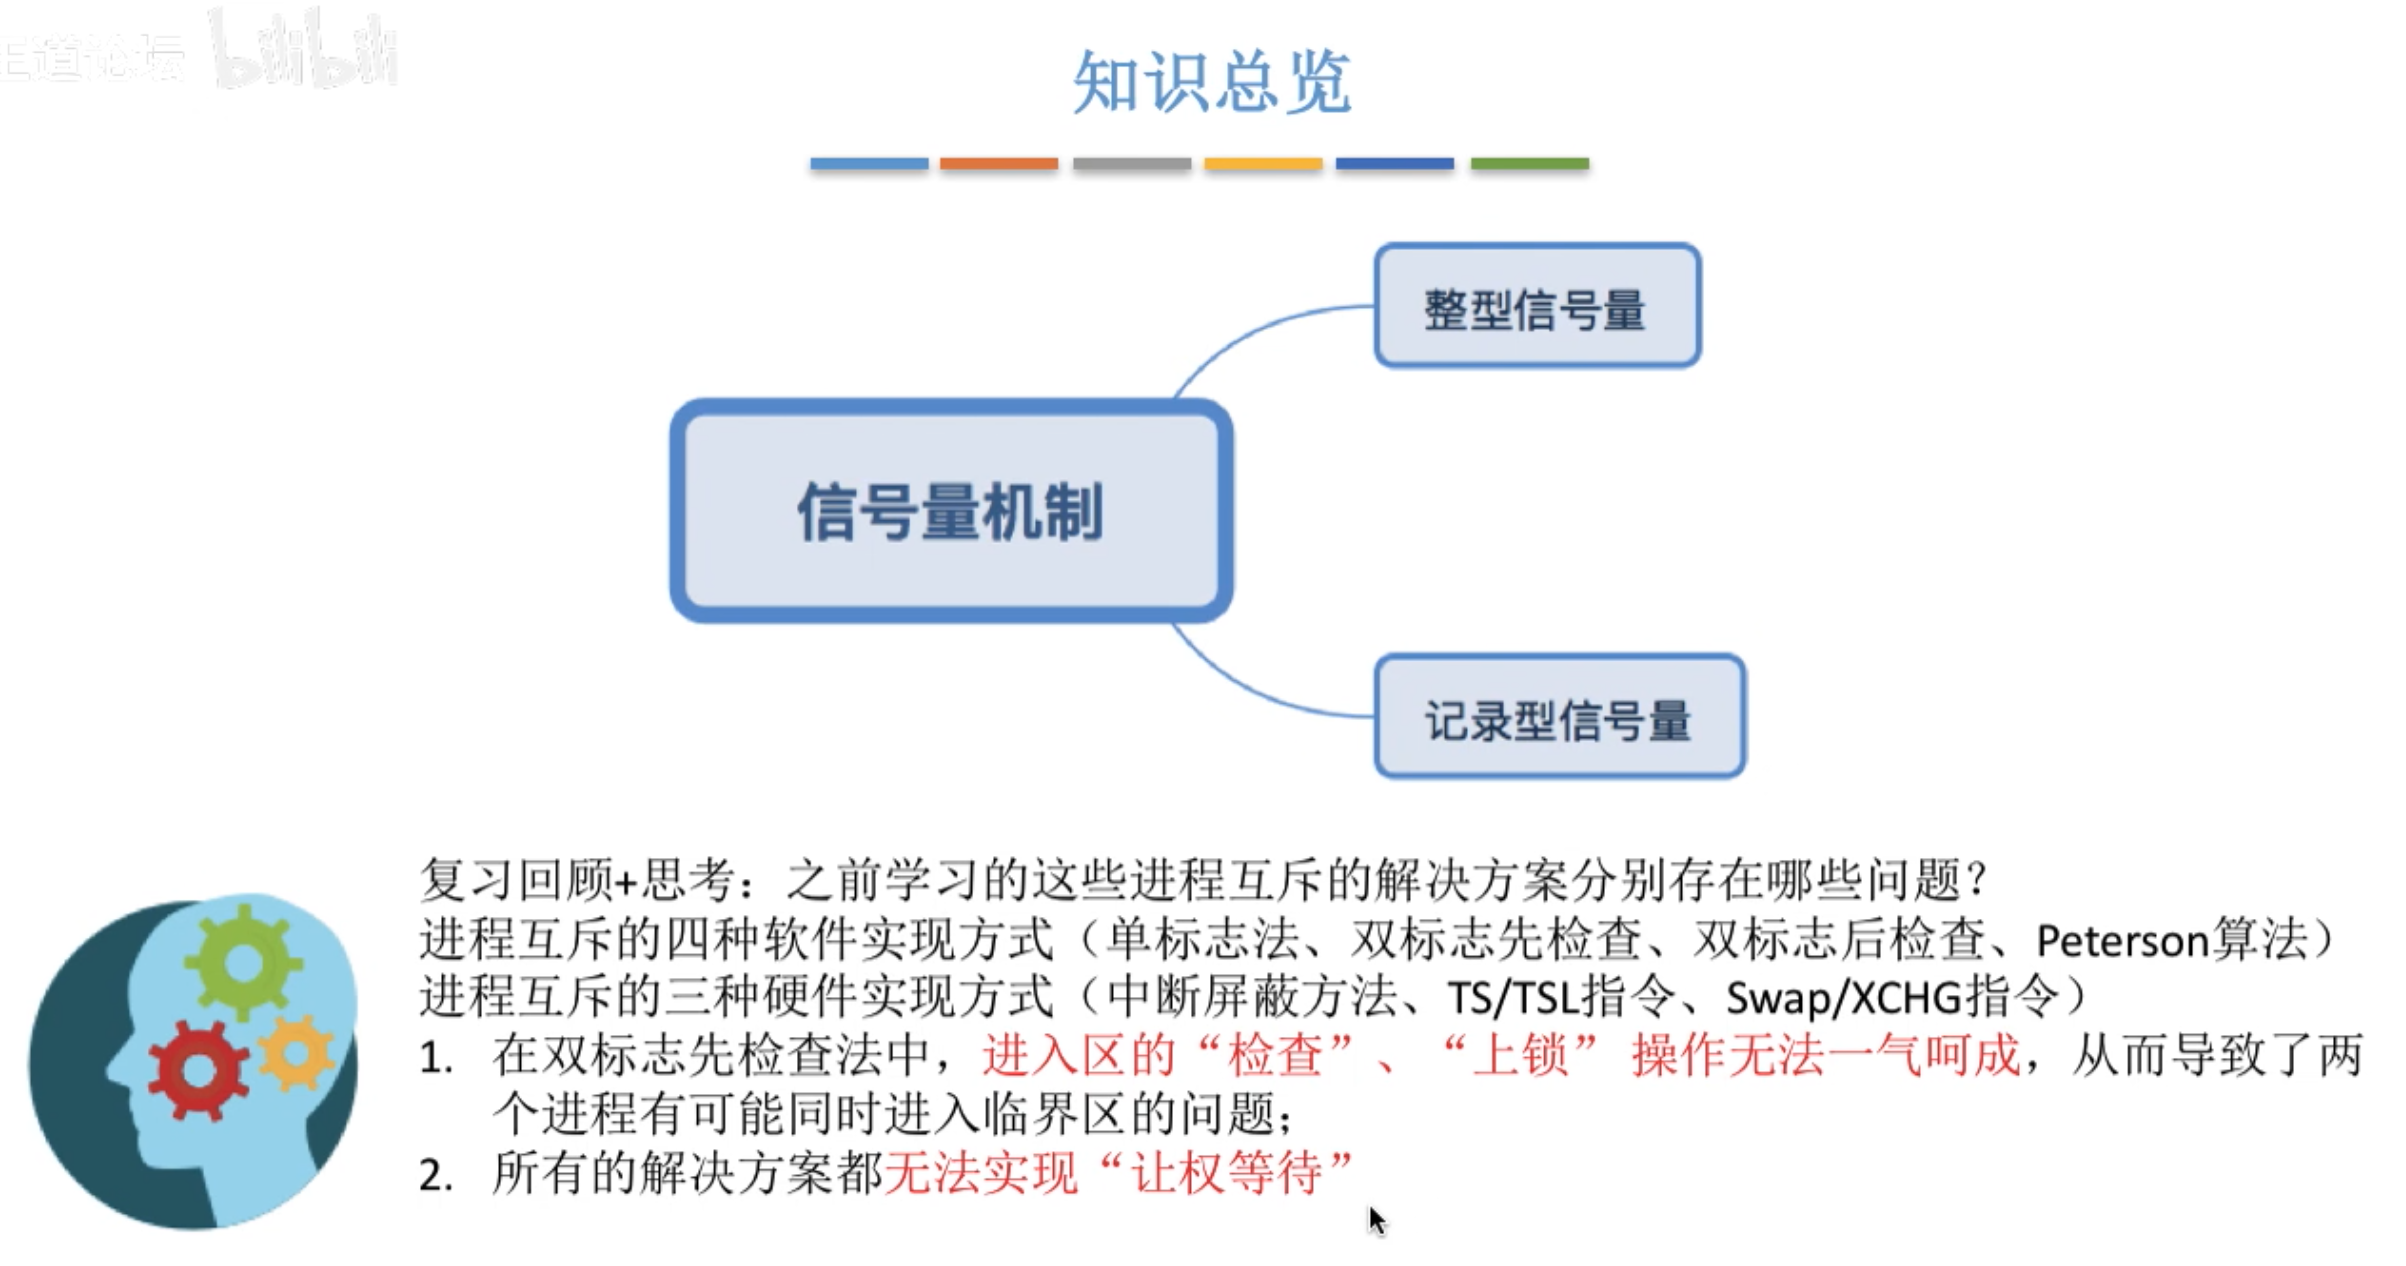 王道论坛 bilibili
知识总览
整型信号量
信号量机制
记录型信号量
复习回顾+思考：之前学习的这些进程互斥的解决方案分别存在哪些问题？
进程互斥的四种软件实现方式（单标志法、双标志先检查、双标志后检查、Peterson算法）
进程互斥的三种硬件实现方式（中断屏蔽方法、TS/TSL指令、Swap/XCHG指令）
1. 在双标志先检查法中，进入区的“检查”、“上锁” 操作无法一气呵成，从而导致了两
个进程有可能同时进入临界区的问题；
2. 所有的解决方案都无法实现“让权等待”